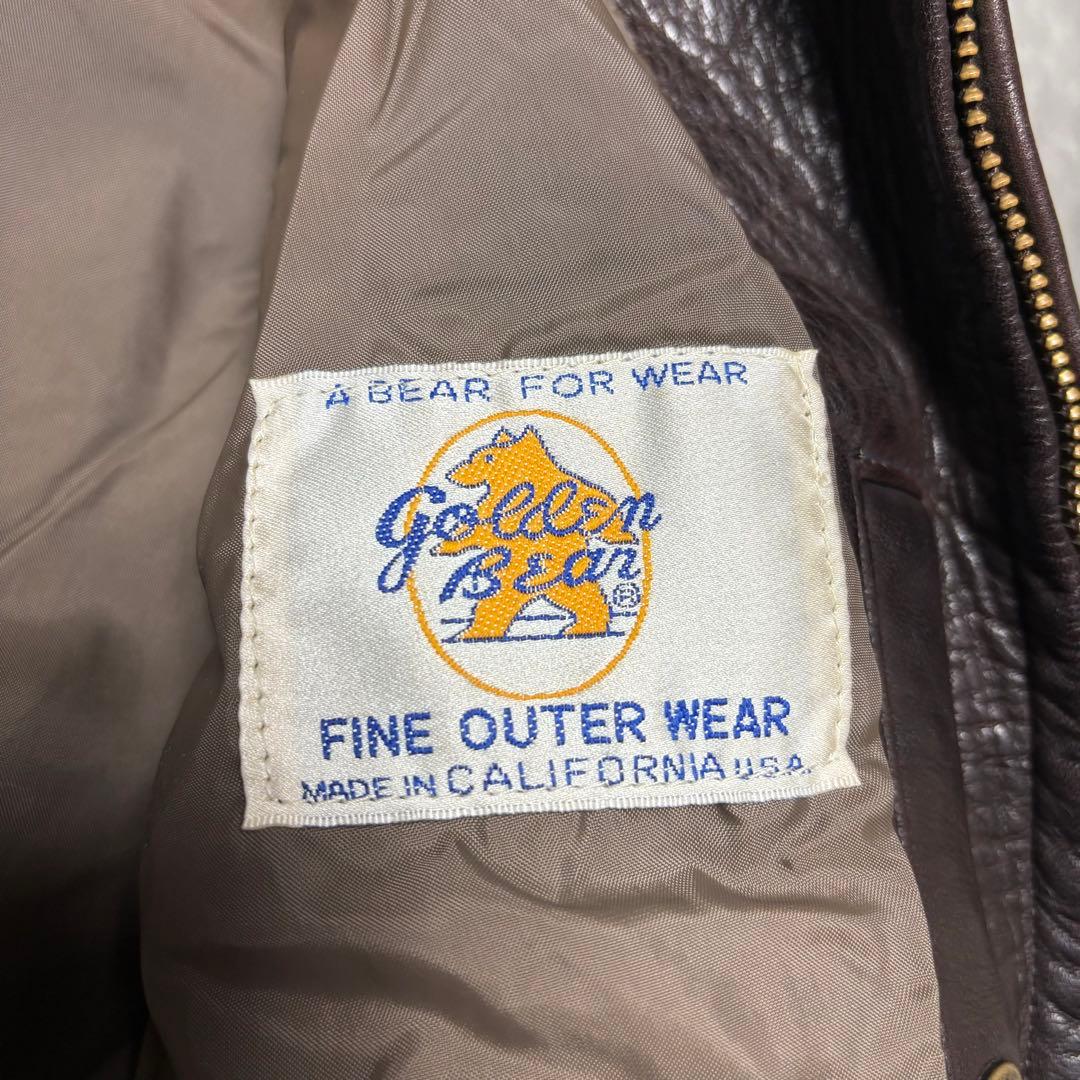 A BEAR FOR WEAR
Golden
Bear®
FINE OUTER WEAR
MADE IN CALIFORNIA U.S.A.